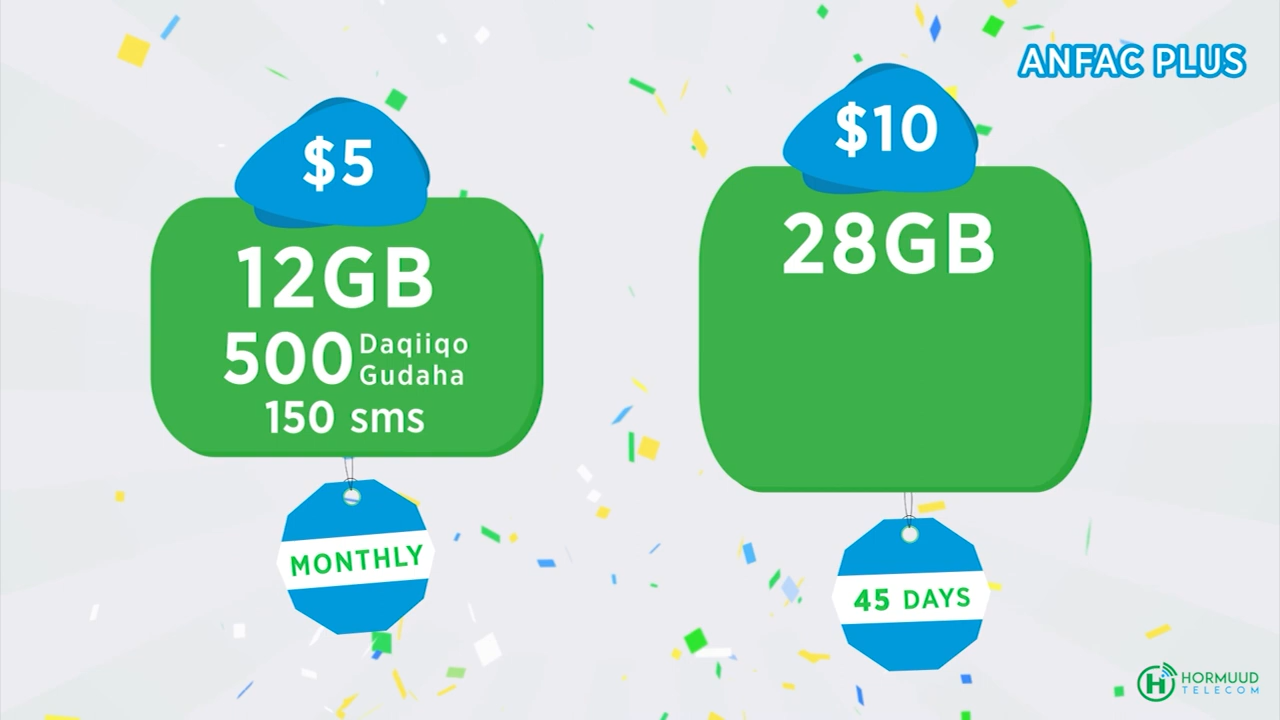 ANFAC PLUS
$5
12GB
500 Daqiiqo
Gudaha
150 sms
MONTHLY
$10
28GB
45 DAYS
HORMUUD
TELECOM